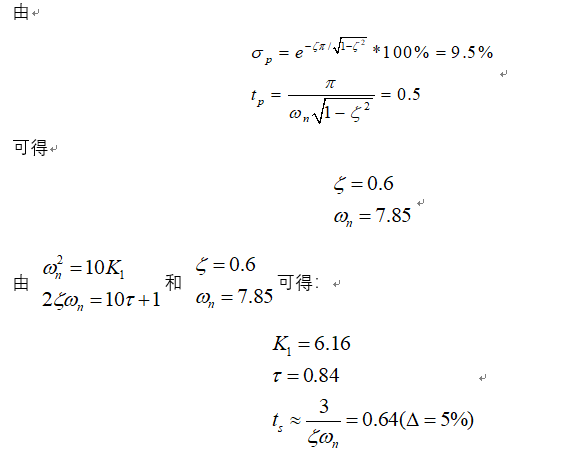 由
σ_p = e^{-ζπ/√(1-ζ²)} *100% = 9.5%
t_p = π / (ω_n√(1-ζ²)) = 0.5
可得
ζ = 0.6
ω_n = 7.85
由 ω_n² = 10K₁ 2ζω_n = 10τ+1 和 ζ = 0.6 ω_n = 7.85 可得:
K₁ = 6.16
τ = 0.84
t_s ≈ 3 / (ζω_n) = 0.64(Δ = 5%)